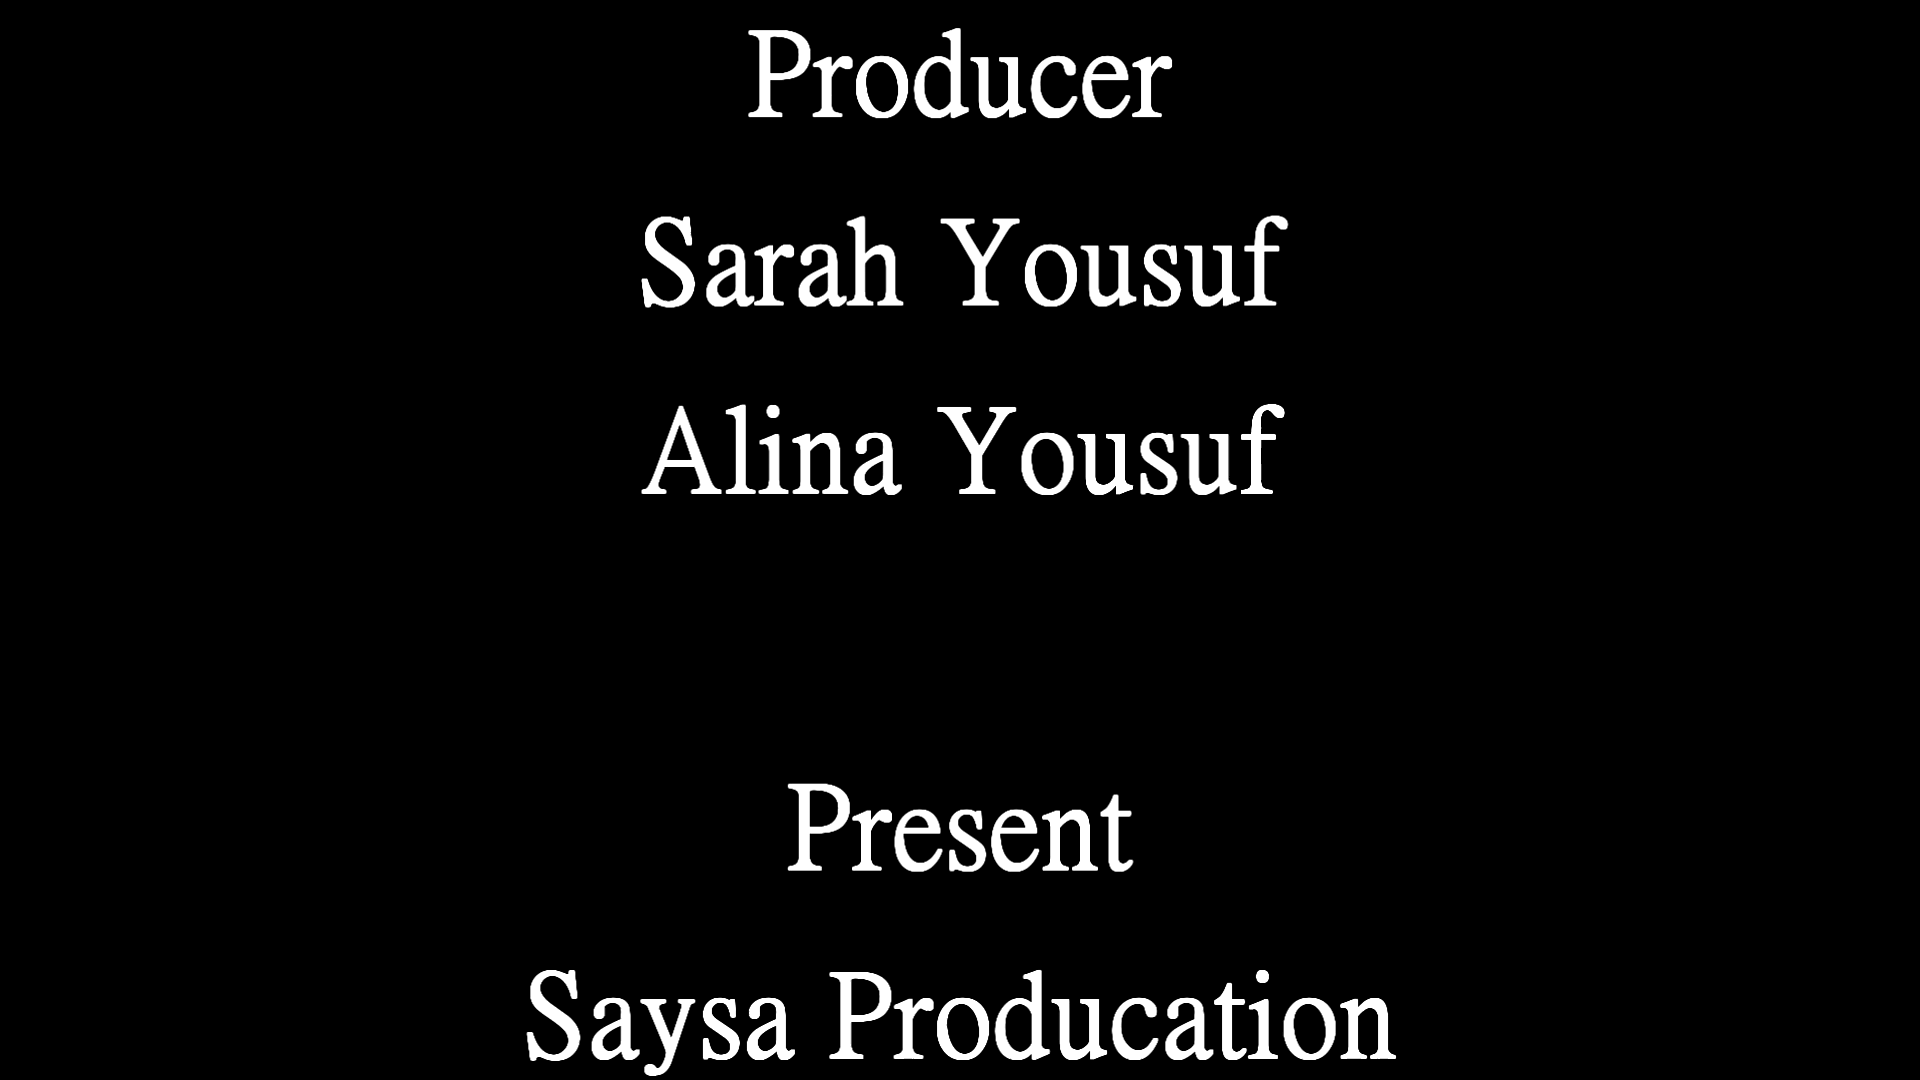 Producer
Sarah Yousuf
Alina Yousuf
Present
Saysa Producation